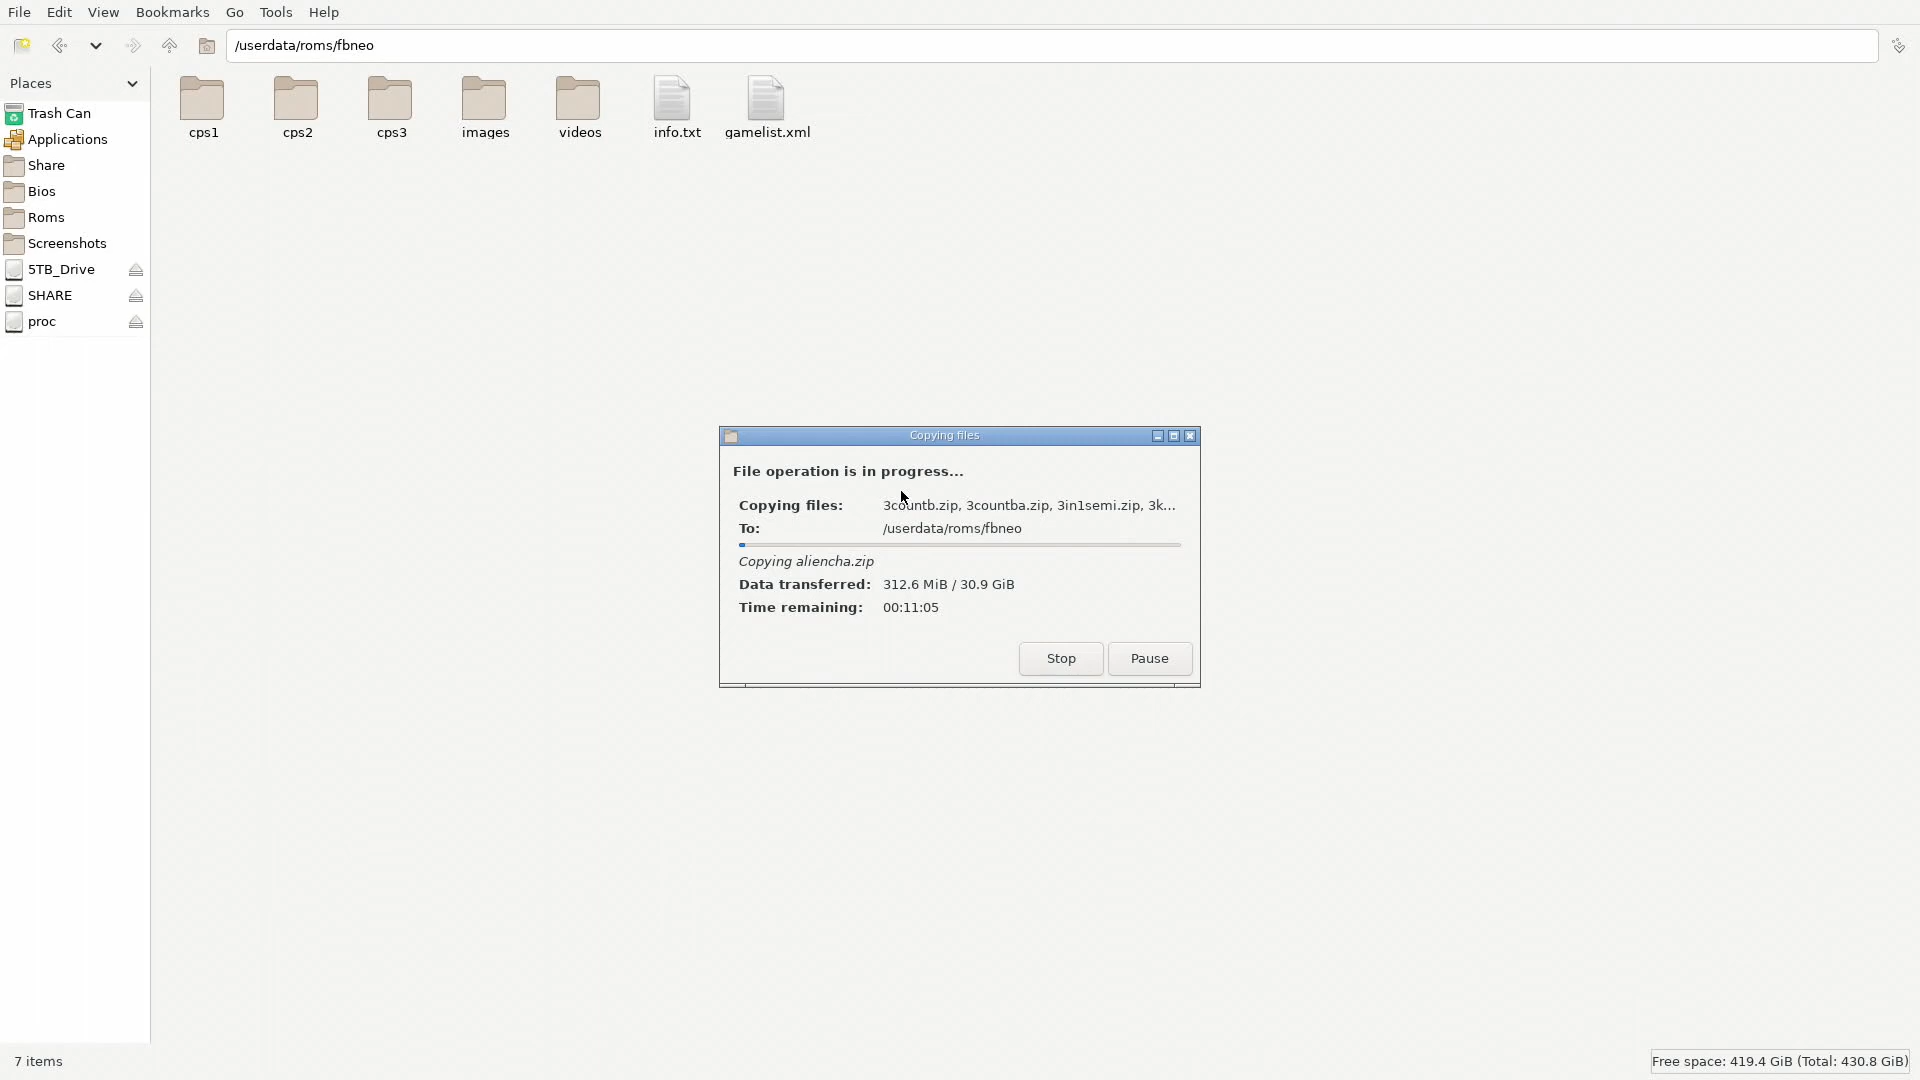 File Edit View Bookmarks Go Tools Help
/userdata/roms/fbneo
Places
Trash Can
Applications
Share
Bios
Roms
Screenshots
5TB_Drive
SHARE
proc
cps1 cps2 cps3 images videos info.txt gamelist.xml
Copying files
File operation is in progress...
Copying files: 3countb.zip, 3countba.zip, 3in1semi.zip, 3k...
To: /userdata/roms/fbneo
Copying aliencha.zip
Data transferred: 312.6 MiB / 30.9 GiB
Time remaining: 00:11:05
Stop Pause
7 items
Free space: 419.4 GiB (Total: 430.8 GiB)